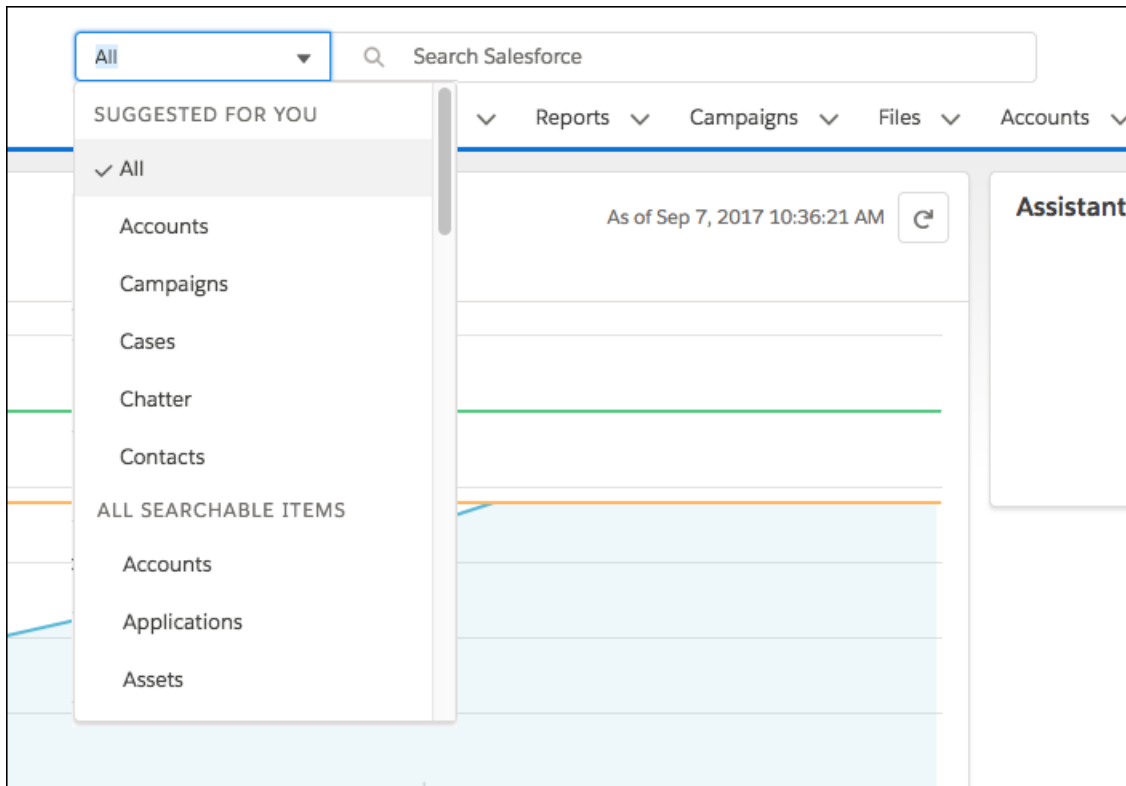 All
Search Salesforce
SUGGESTED FOR YOU
Reports
Campaigns
Files
Accounts
All
Accounts
Campaigns
Cases
Chatter
Contacts
ALL SEARCHABLE ITEMS
Accounts
Applications
Assets
As of Sep 7, 2017 10:36:21 AM
Assistant